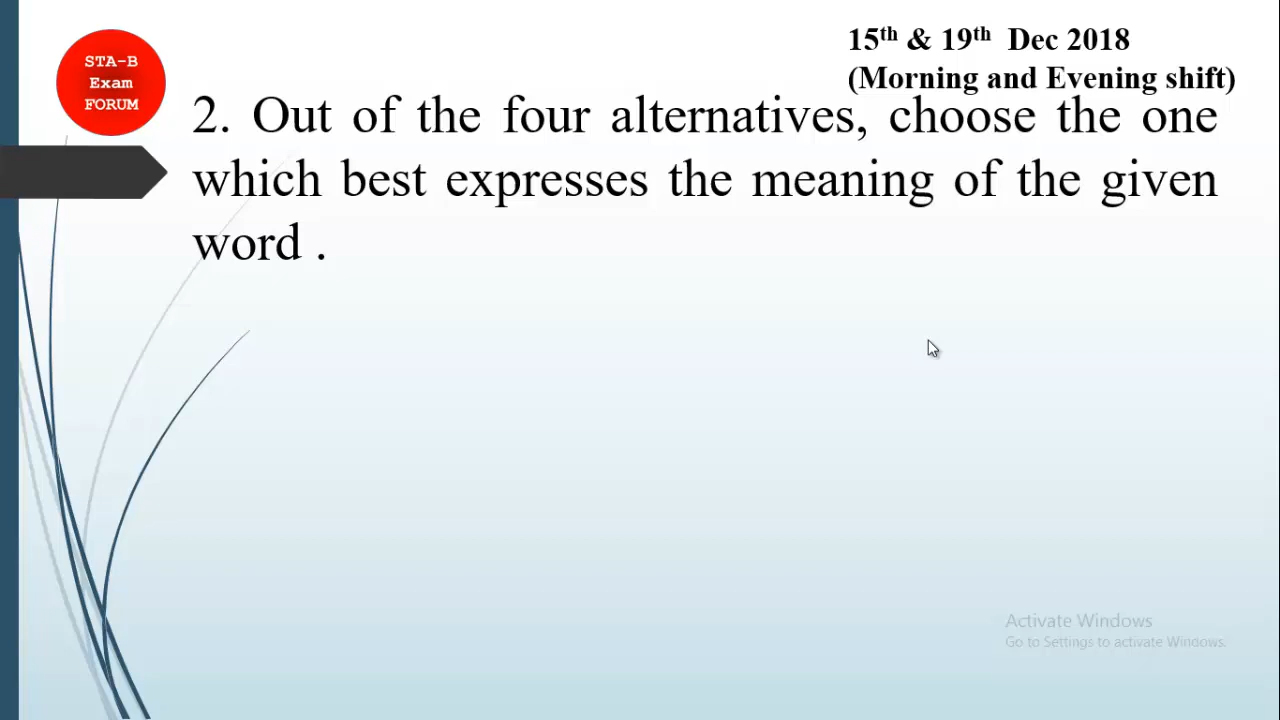 15th & 19th Dec 2018
(Morning and Evening shift)
STA-B
Exam
FORUM
2. Out of the four alternatives, choose the one
which best expresses the meaning of the given
word .
Activate Windows
Go to Settings to activate Windows.